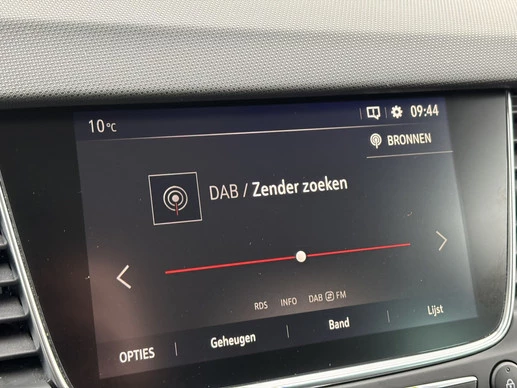 10°C 09:44
BRONNEN
DAB / Zender zoeken
RDS INFO DAB FM
OPTIES Geheugen Band Lijst